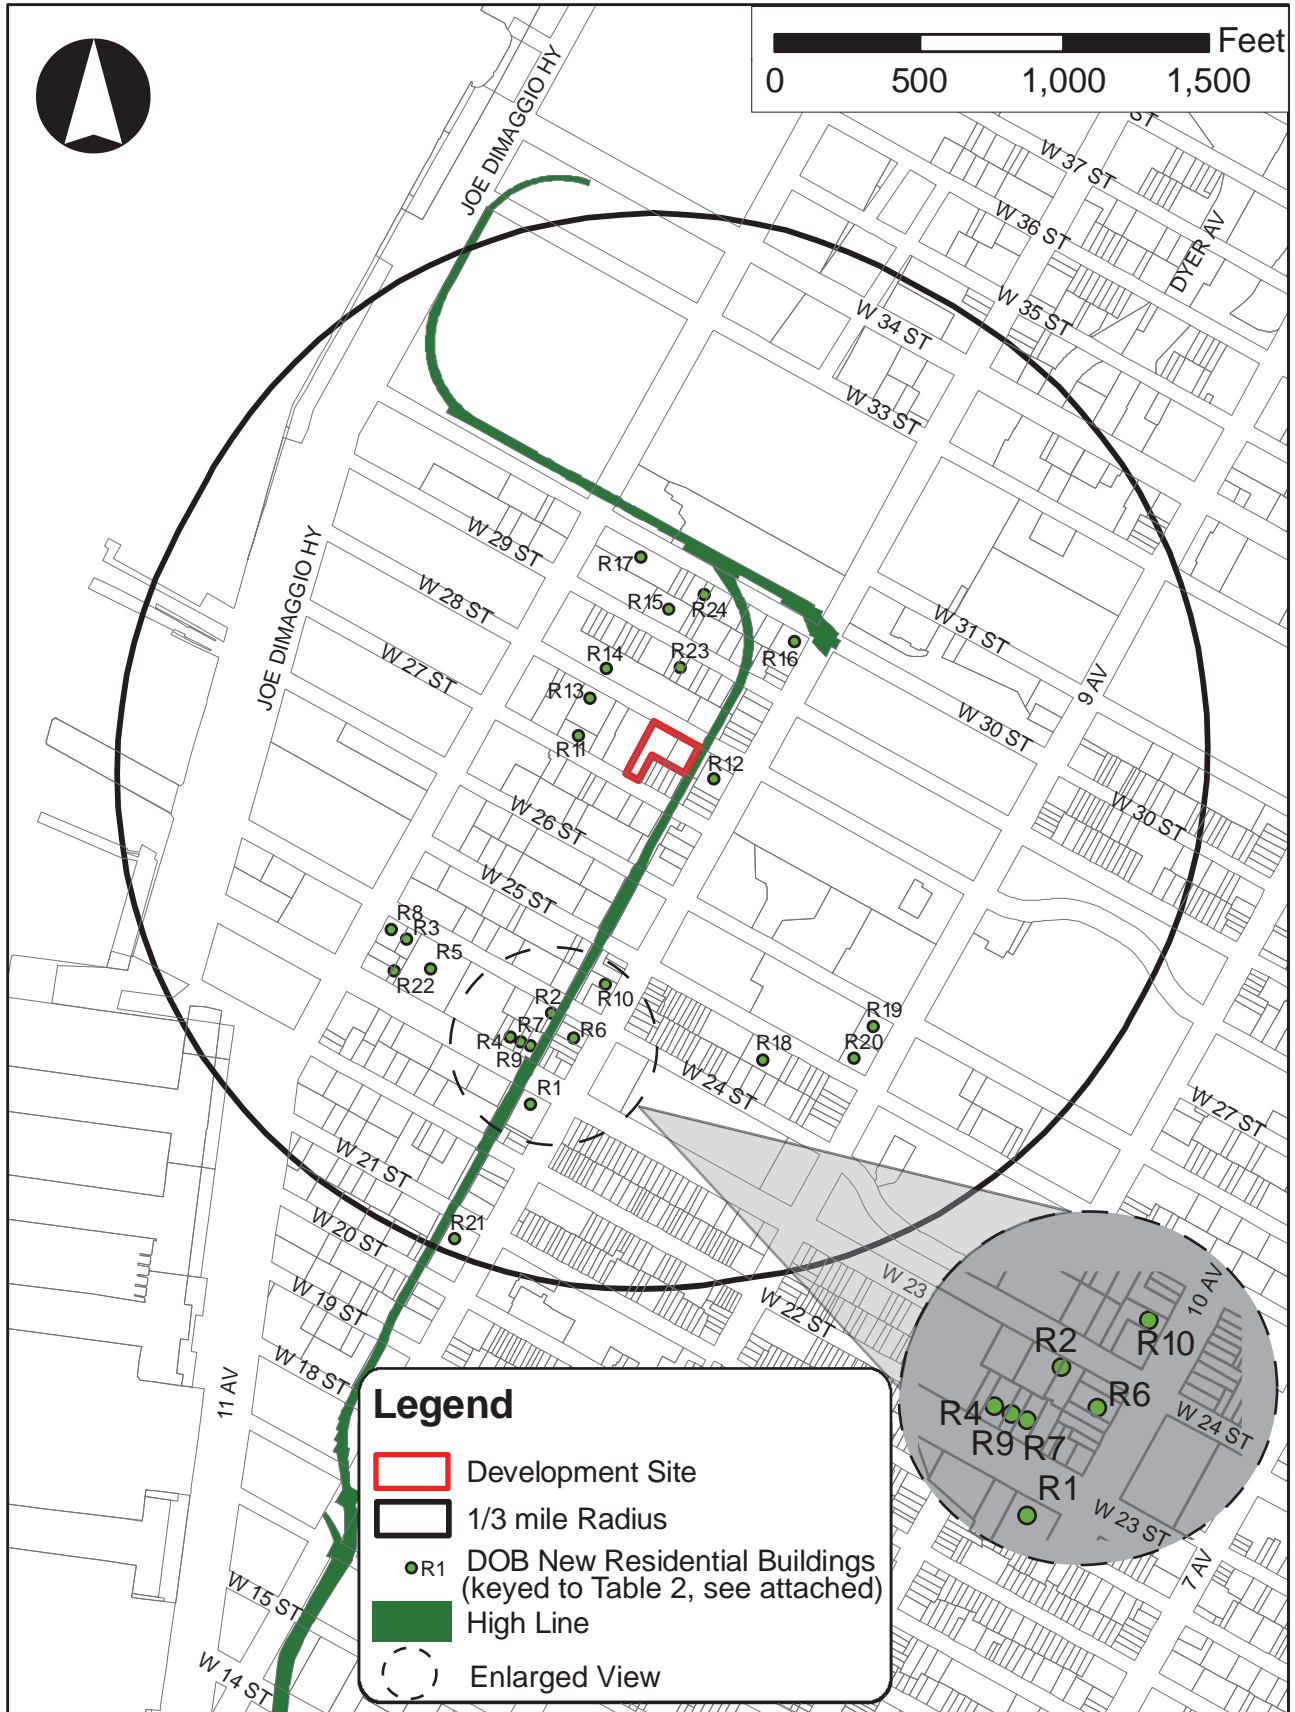 Feet
0 500 1,000 1,500
ST
JOE DIMAGGIO HY
W 37 ST
W 36 ST
DYER AV
W 35 ST
W 34 ST
W 33 ST
W 29 ST
JOE DIMAGGIO HY
R17
W 28 ST
R15
R24
W 31 ST
R16
R14
R23
W 27 ST
9 AV
R13
W 30 ST
R11
R12
W 26 ST
W 30 ST
W 25 ST
R8
R3
R5
R22
R10
R2
R19
R7
R6
R4
R9
R18
R20
W 24 ST
R1
W 27 ST
W 21 ST
W 20 ST
R21
W 23
W 22 ST
W 19 ST
10 AV
R10
R2
R6
W 18 ST
11 AV
R4
R9
R7
W 24 ST
R1
W 23 ST
7 AV
W 15 ST
W 14 ST
Legend
Development Site
1/3 mile Radius
R1 DOB New Residential Buildings
(keyed to Table 2, see attached)
High Line
Enlarged View